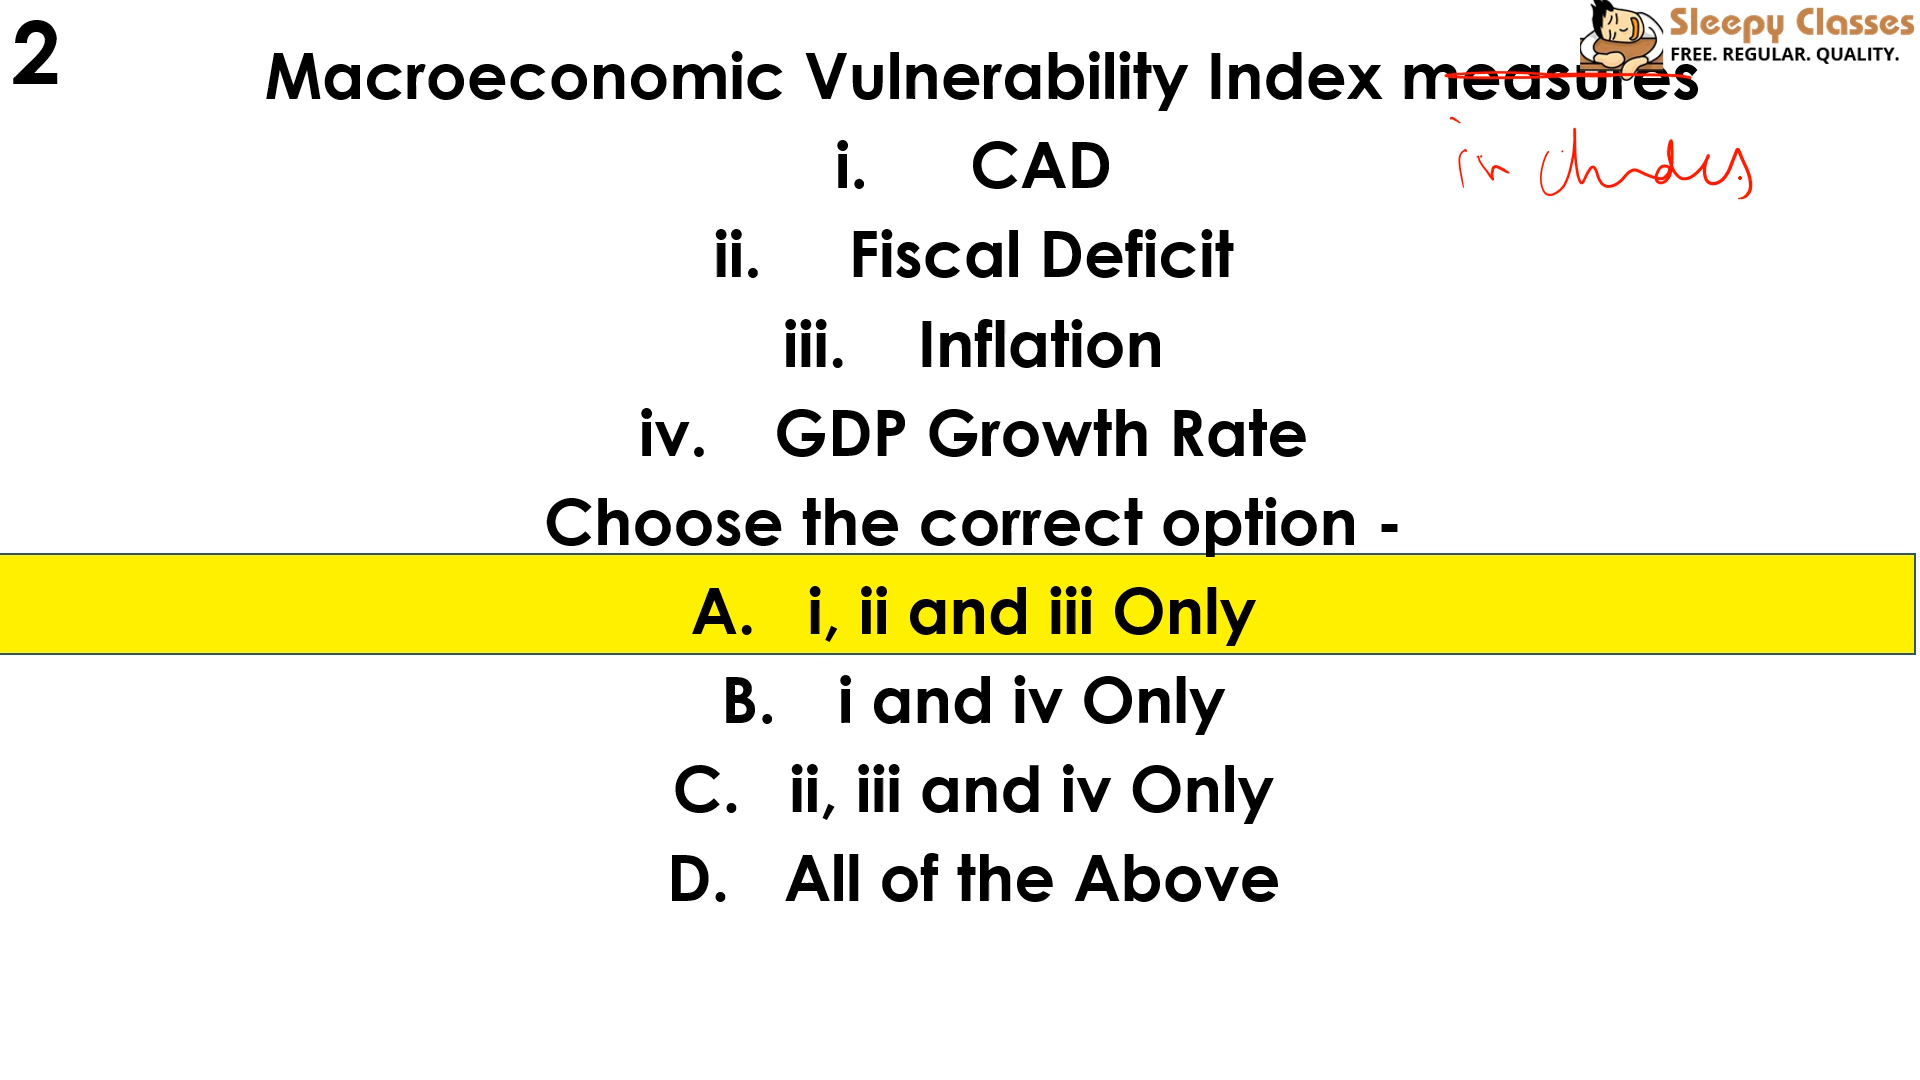 2
Sleepy Classes
FREE. REGULAR. QUALITY.
Macroeconomic Vulnerability Index measures
includes
i. CAD
ii. Fiscal Deficit
iii. Inflation
iv. GDP Growth Rate
Choose the correct option -
A. i, ii and iii Only
B. i and iv Only
C. ii, iii and iv Only
D. All of the Above